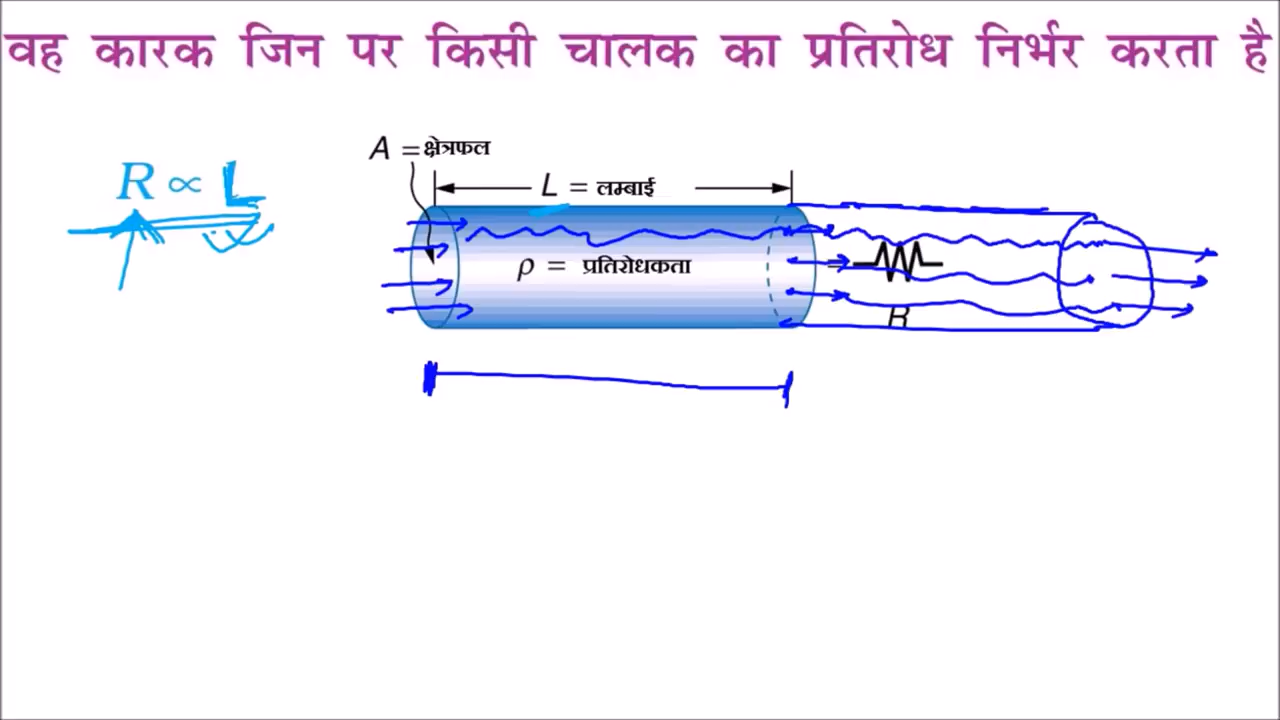 वह कारक जिन पर किसी चालक का प्रतिरोध निर्भर करता है
A = क्षेत्रफल
R ∝ L
L = लम्बाई
ρ = प्रतिरोधकता
=
R